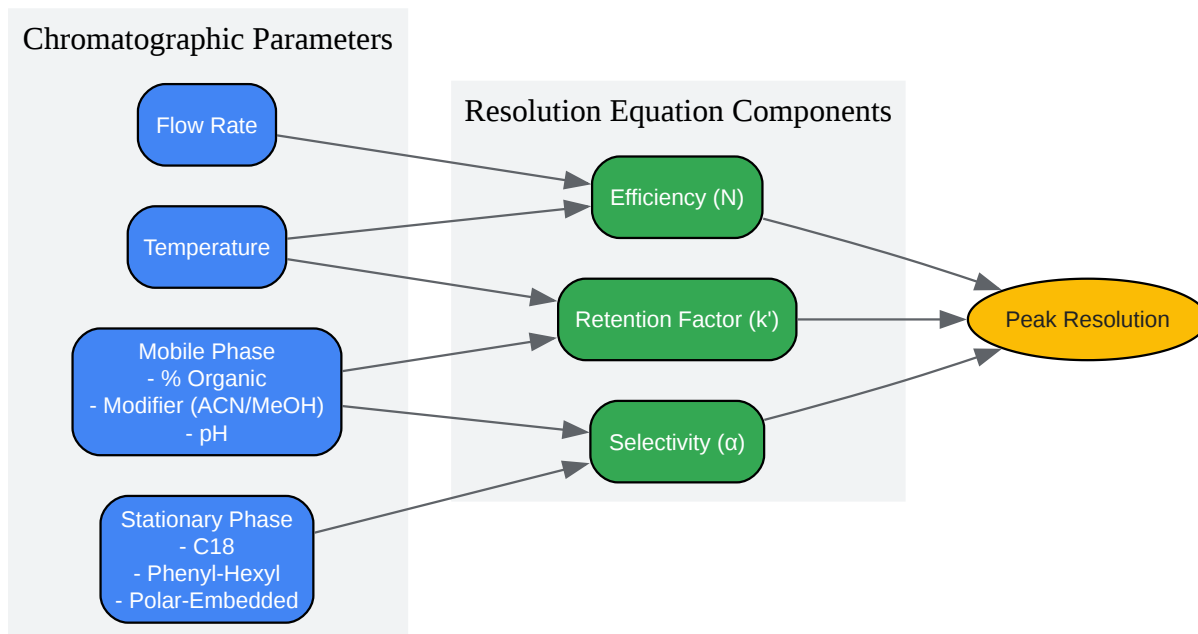 Chromatographic Parameters
Flow Rate
Temperature
Mobile Phase
- % Organic
- Modifier (ACN/MeOH)
- pH
Stationary Phase
- C18
- Phenyl-Hexyl
- Polar-Embedded
Resolution Equation Components
Efficiency (N)
Retention Factor (k')
Selectivity (α)
Peak Resolution